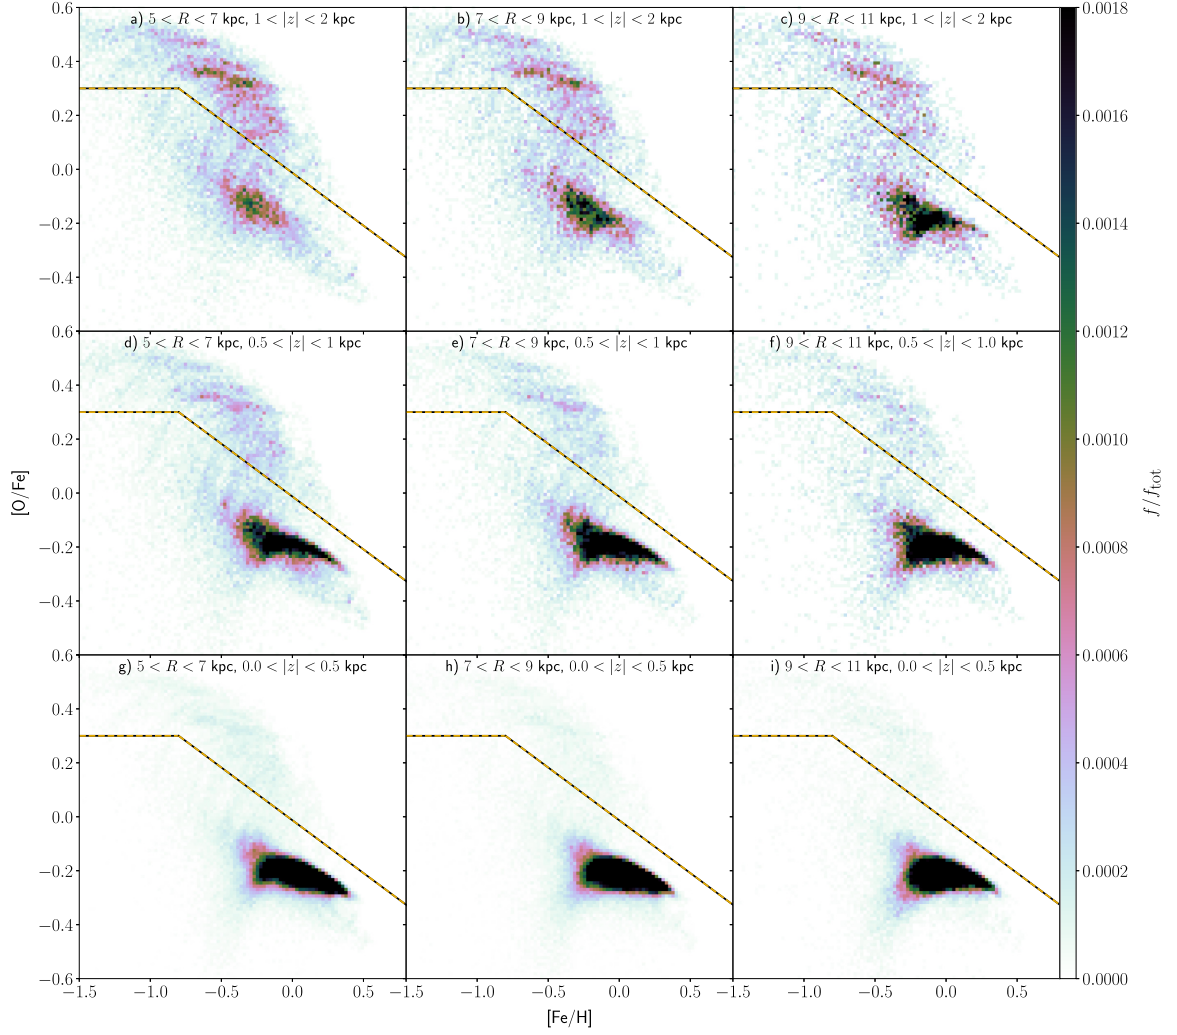 a) 5 < R < 7 kpc, 1 < |z| < 2 kpc
b) 7 < R < 9 kpc, 1 < |z| < 2 kpc
c) 9 < R < 11 kpc, 1 < |z| < 2 kpc
0.6
0.4
0.2
0.0
−0.2
−0.4
d) 5 < R < 7 kpc, 0.5 < |z| < 1 kpc
e) 7 < R < 9 kpc, 0.5 < |z| < 1 kpc
f) 9 < R < 11 kpc, 0.5 < |z| < 1.0 kpc
0.6
0.4
0.2
0.0
−0.2
−0.4
g) 5 < R < 7 kpc, 0.0 < |z| < 0.5 kpc
h) 7 < R < 9 kpc, 0.0 < |z| < 0.5 kpc
i) 9 < R < 11 kpc, 0.0 < |z| < 0.5 kpc
0.6
0.4
0.2
0.0
−0.2
−0.4
−0.6
[O/Fe]
−1.5 −1.0 −0.5 0.0 0.5
−1.5 −1.0 −0.5 0.0 0.5
−1.5 −1.0 −0.5 0.0 0.5
[Fe/H]
0.0018
0.0016
0.0014
0.0012
0.0010
0.0008
0.0006
0.0004
0.0002
0.0000
f/f_tot